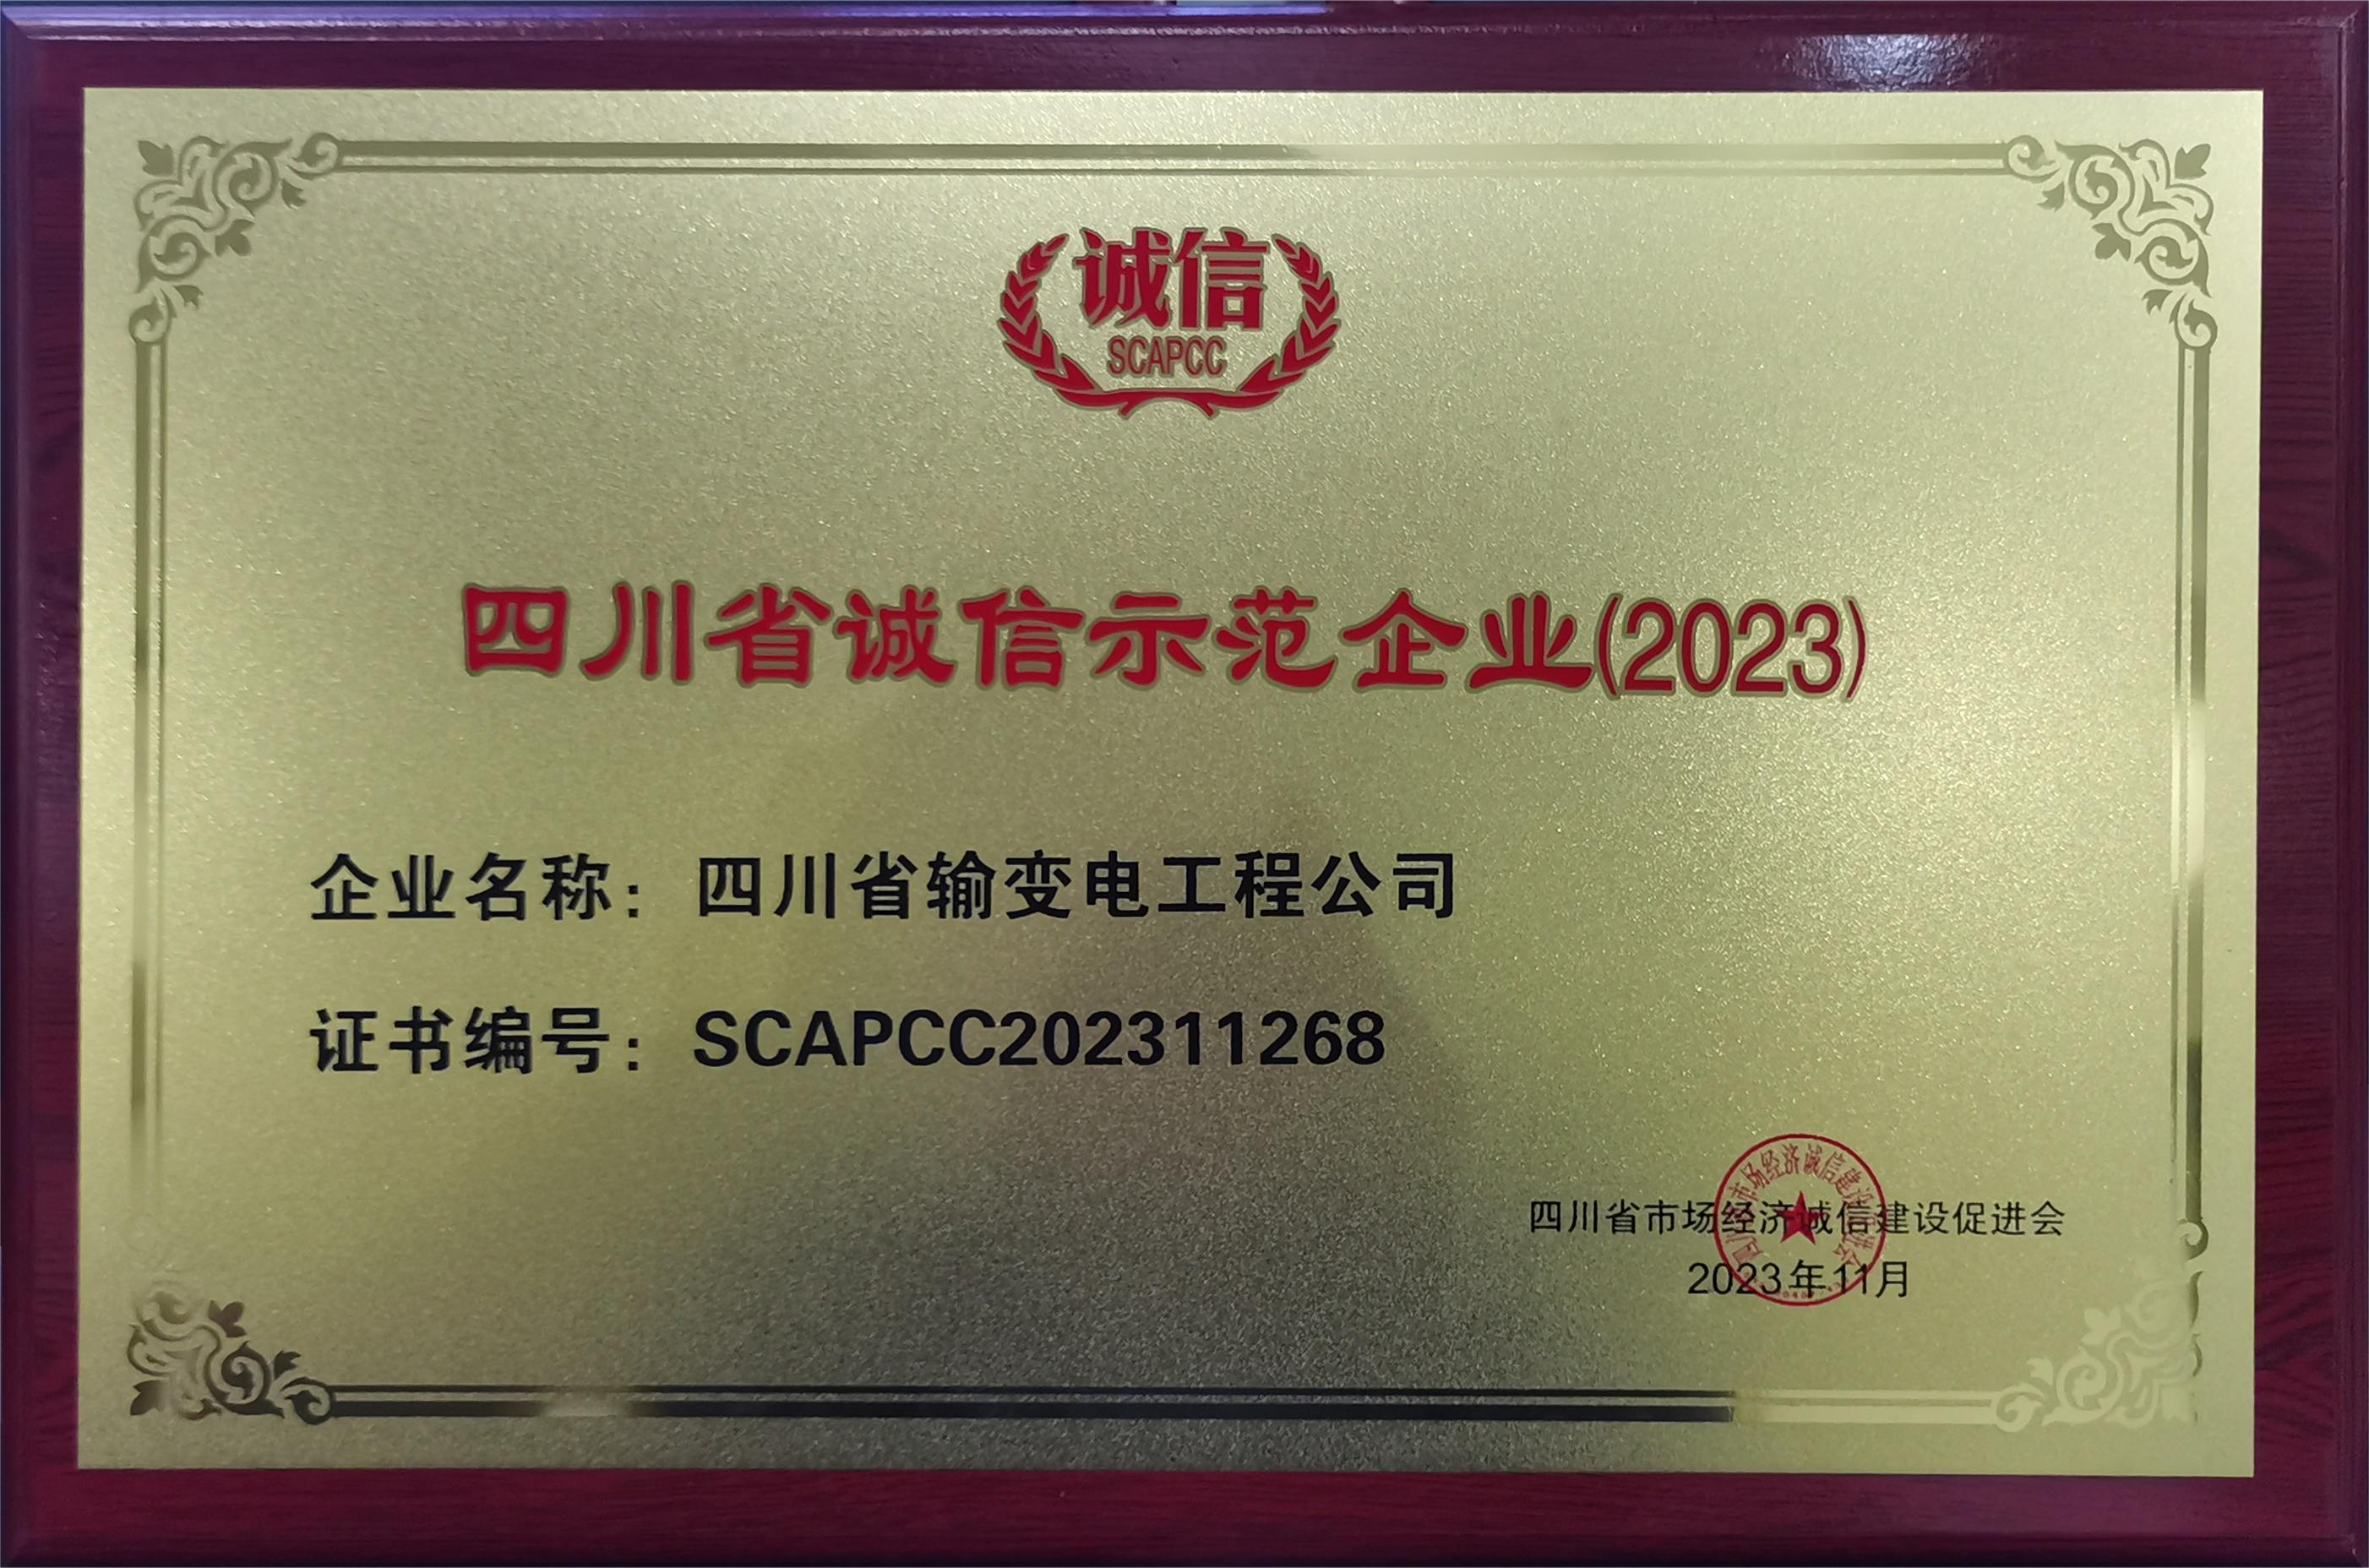 诚信
SCAPCC
四川省诚信示范企业(2023)
企业名称：四川省输变电工程公司
证书编号：SCAPCC202311268
四川省市场经济诚信建设促进会
2023年11月